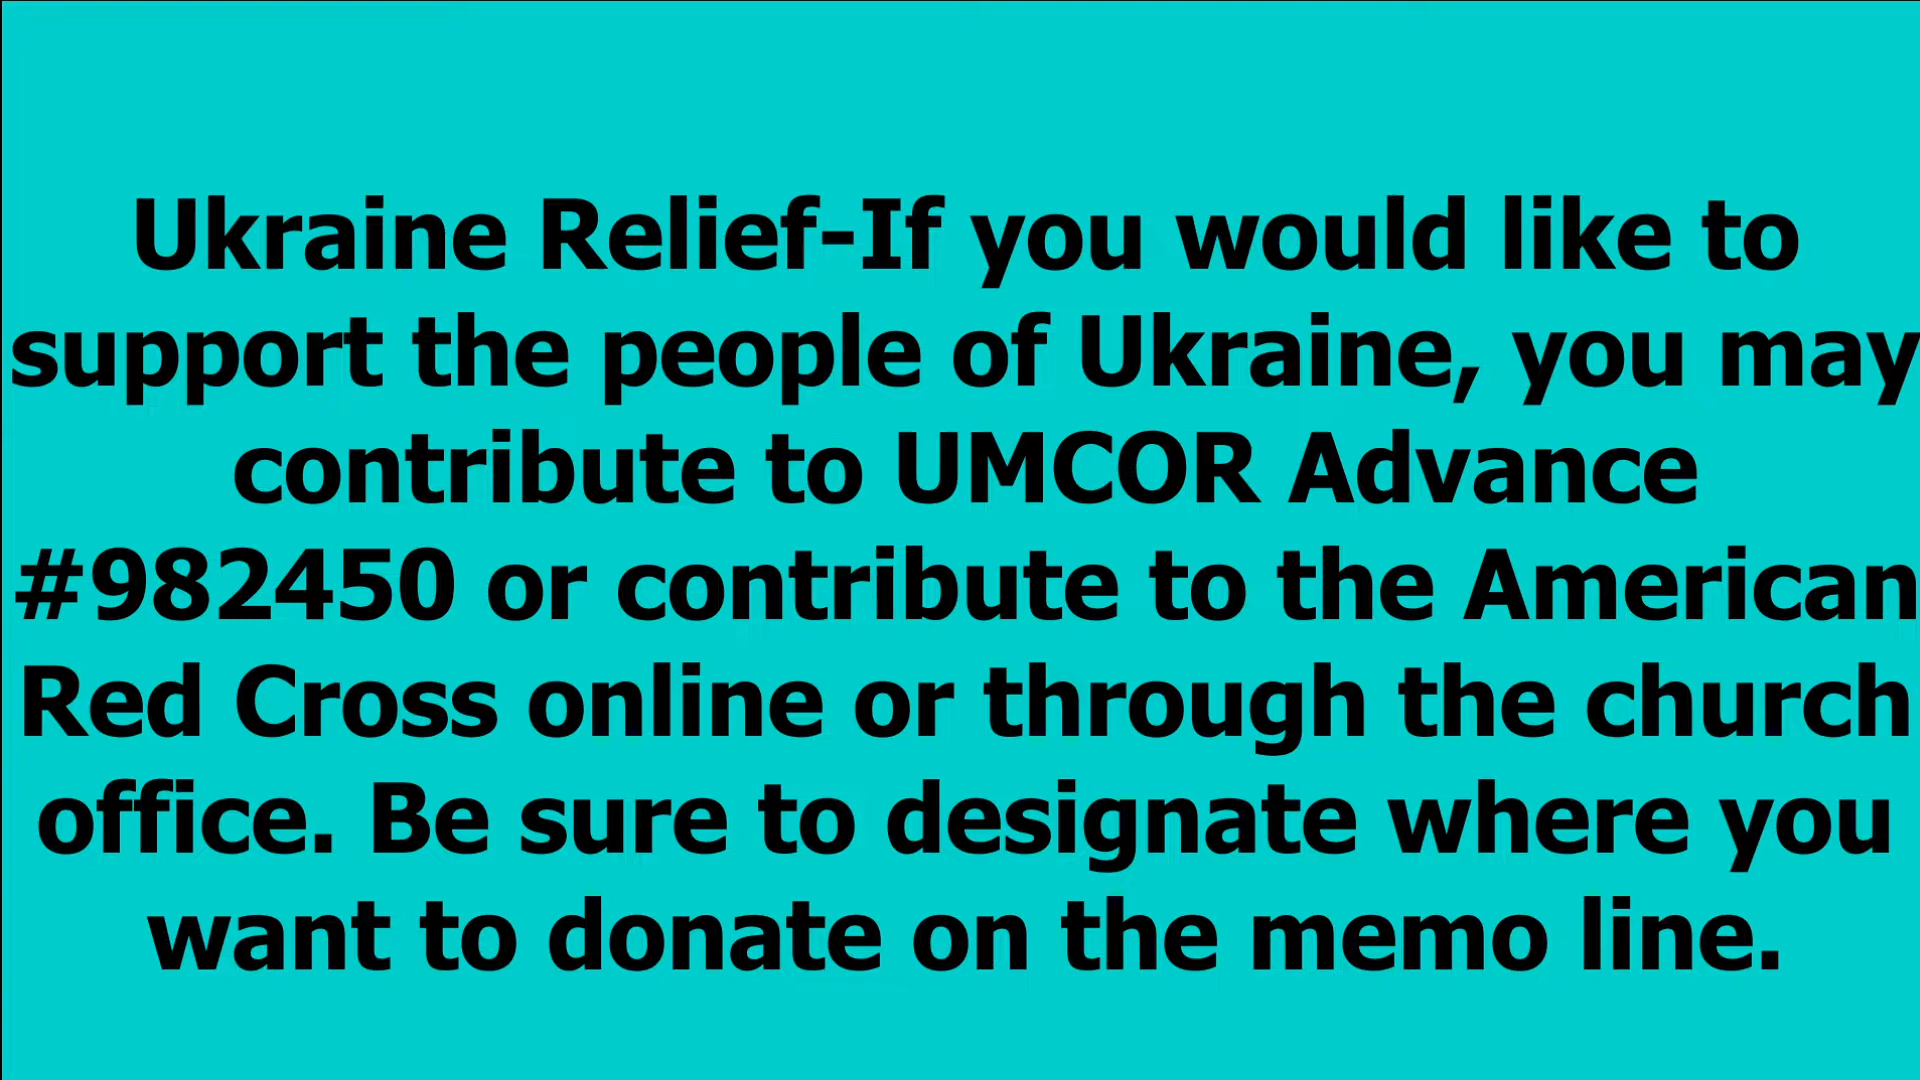 Ukraine Relief-If you would like to
support the people of Ukraine, you may
contribute to UMCOR Advance
#982450 or contribute to the American
Red Cross online or through the church
office. Be sure to designate where you
want to donate on the memo line.